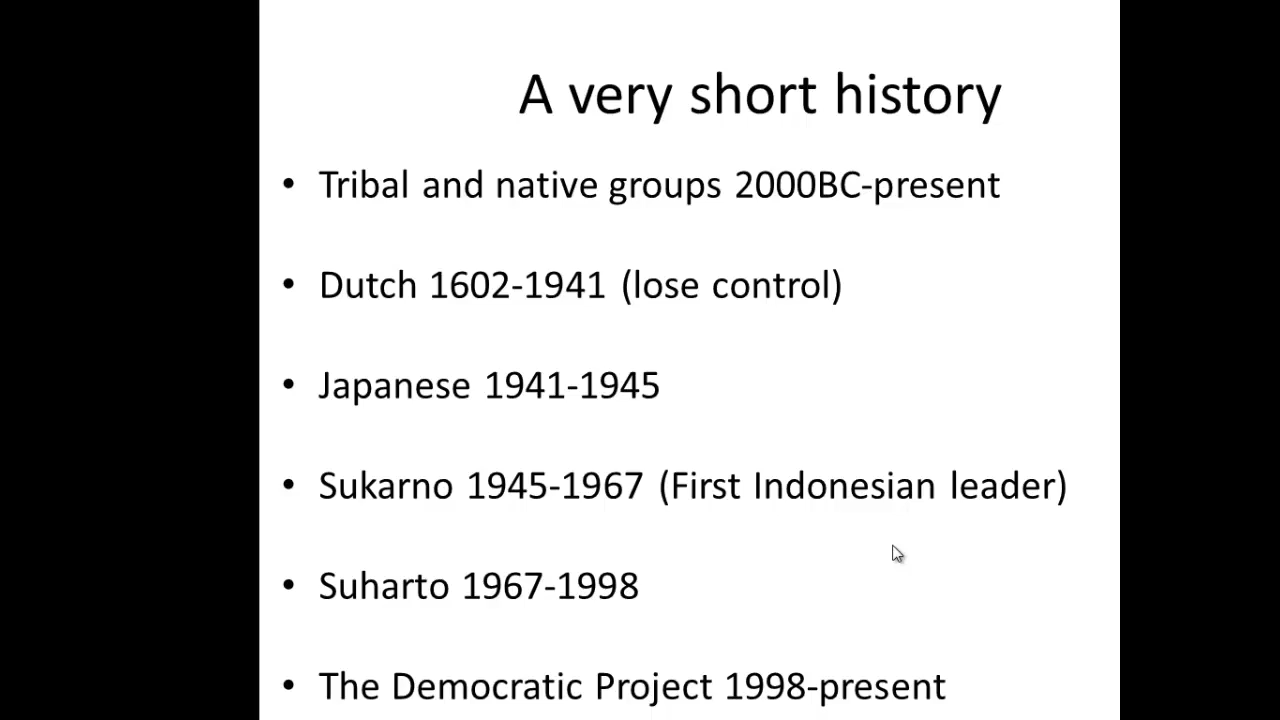 A very short history
• Tribal and native groups 2000BC-present
• Dutch 1602-1941 (lose control)
• Japanese 1941-1945
• Sukarno 1945-1967 (First Indonesian leader)
• Suharto 1967-1998
• The Democratic Project 1998-present